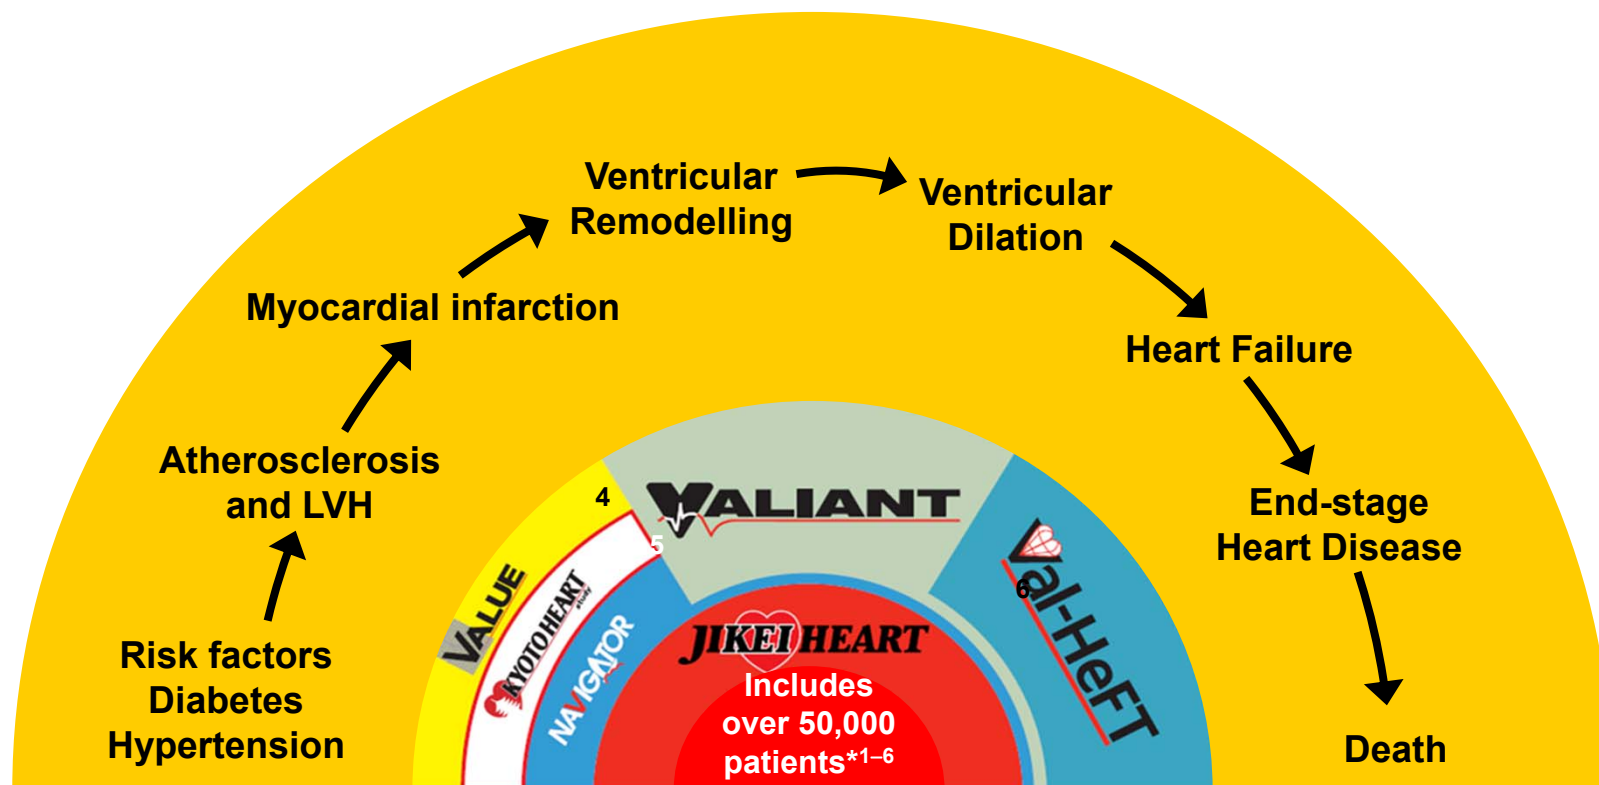 Ventricular
Remodelling
Ventricular
Dilation
Myocardial infarction
Heart Failure
Atherosclerosis
and LVH
End-stage
Heart Disease
Risk factors
Diabetes
Hypertension
Death
4
VALUE
5
KYOTO HEART
study
NAVIGATOR
VALIANT
6
Val-HeFT
JIKEI HEART
Includes
over 50,000
patients*1–6